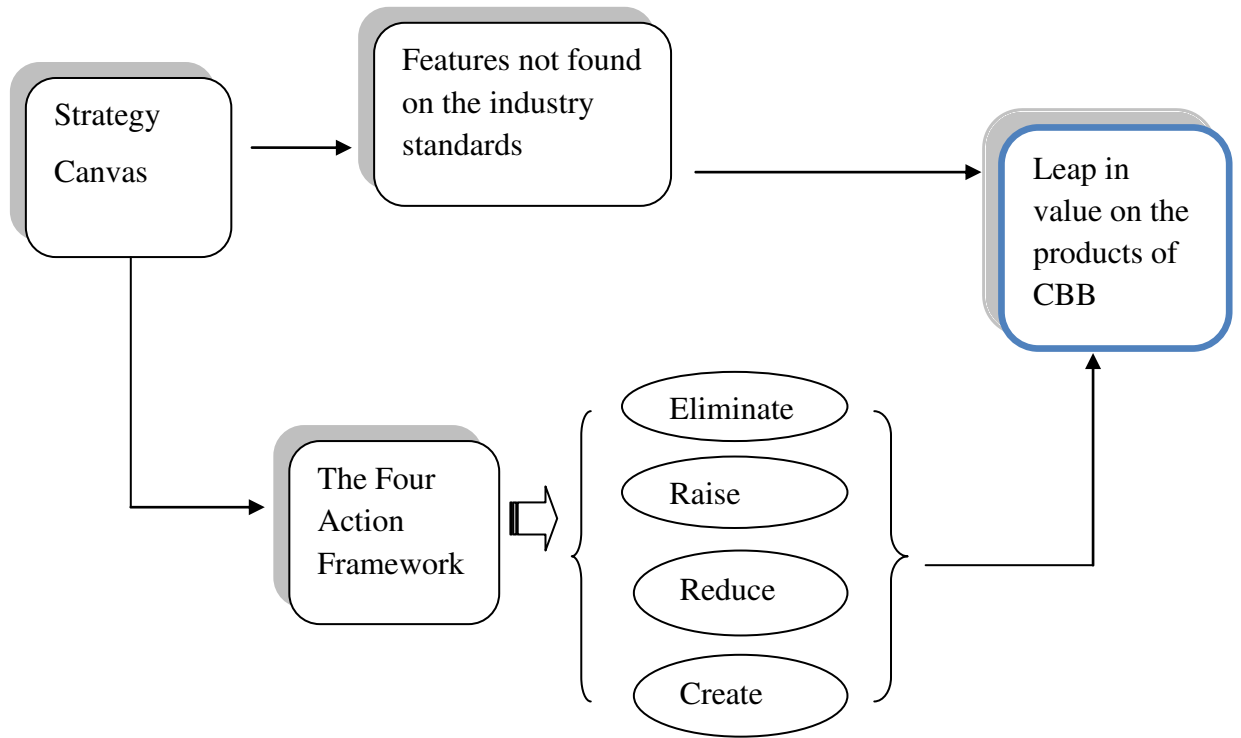 Strategy
Canvas
Features not found
on the industry
standards
Leap in
value on the
products of
CBB
The Four
Action
Framework
Eliminate
Raise
Reduce
Create